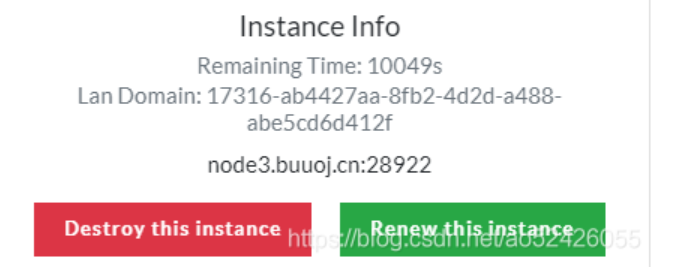 Instance Info
Remaining Time: 10049s
Lan Domain: 17316-ab4427aa-8fb2-4d2d-a488-
abe5cd6d412f
node3.buuoj.cn:28922
Destroy this instance
Renew this instance
https://blog.csdn.net/a052426055